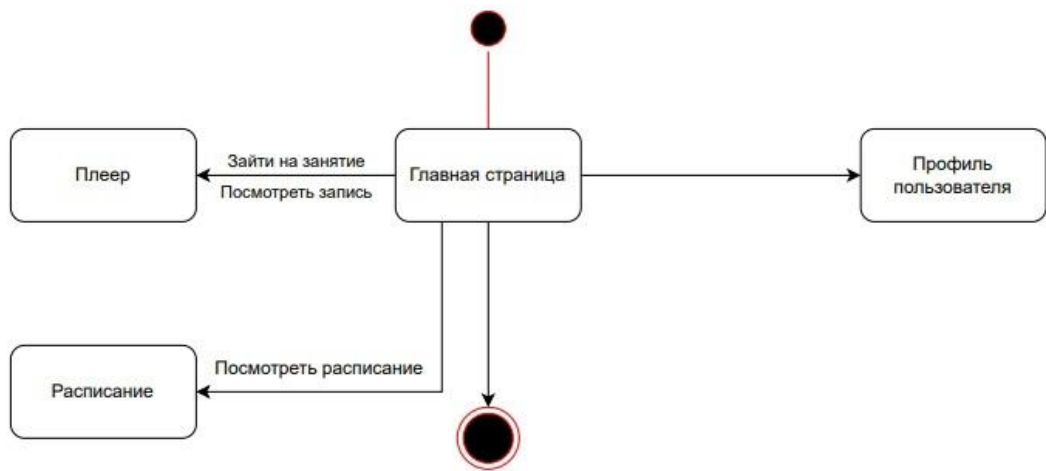 Плеер
Зайти на занятие
Посмотреть запись
Главная страница
Профиль
пользователя
Посмотреть расписание
Расписание